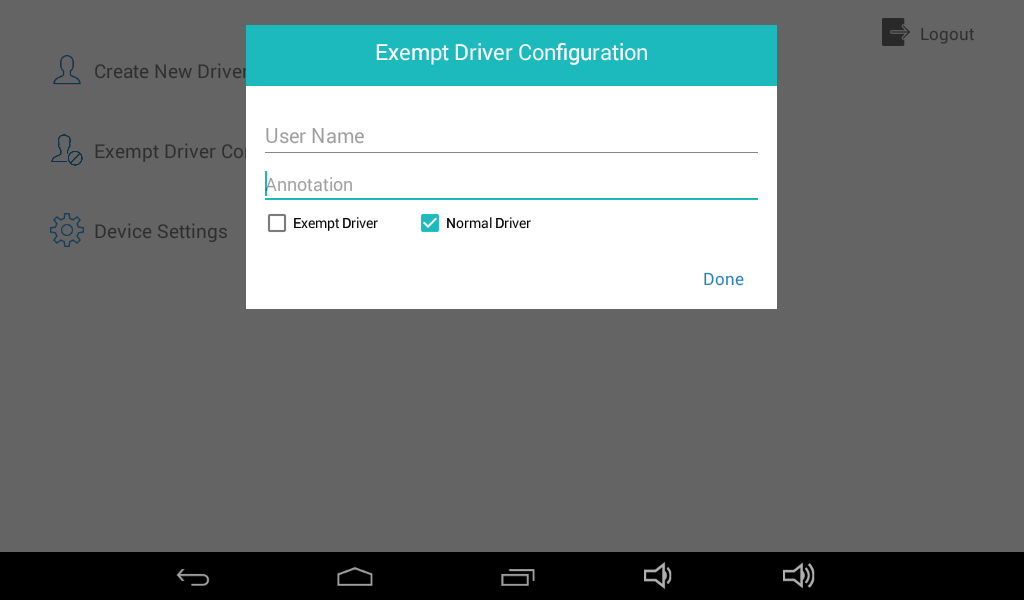 Exempt Driver Configuration
Logout
Create New Driver
User Name
Exempt Driver Co
Annotation
Exempt Driver
Normal Driver
Device Settings
Done